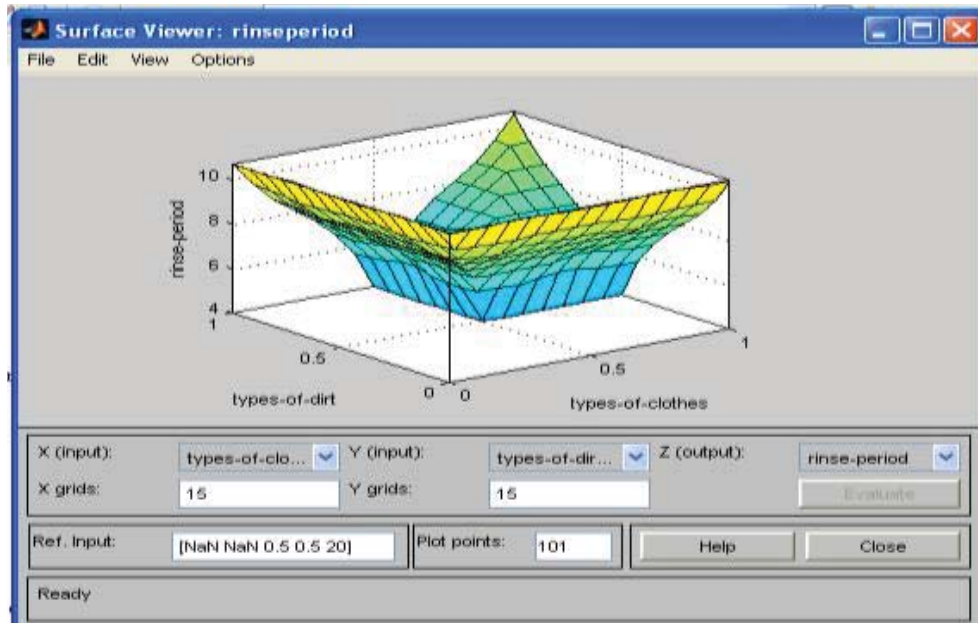 Surface Viewer: rinseperiod
File Edit View Options
10
8
6
4
rinse-period
1
0.5
0
types-of-dirt
0
0.5
1
types-of-clothes
X (input): types-of-clo... Y (input): types-of-dir... Z (output): rinse-period
X grids: 15 Y grids: 15 Evaluate
Ref. Input: [NaN NaN 0.5 0.5 20] Plot points: 101 Help Close
Ready